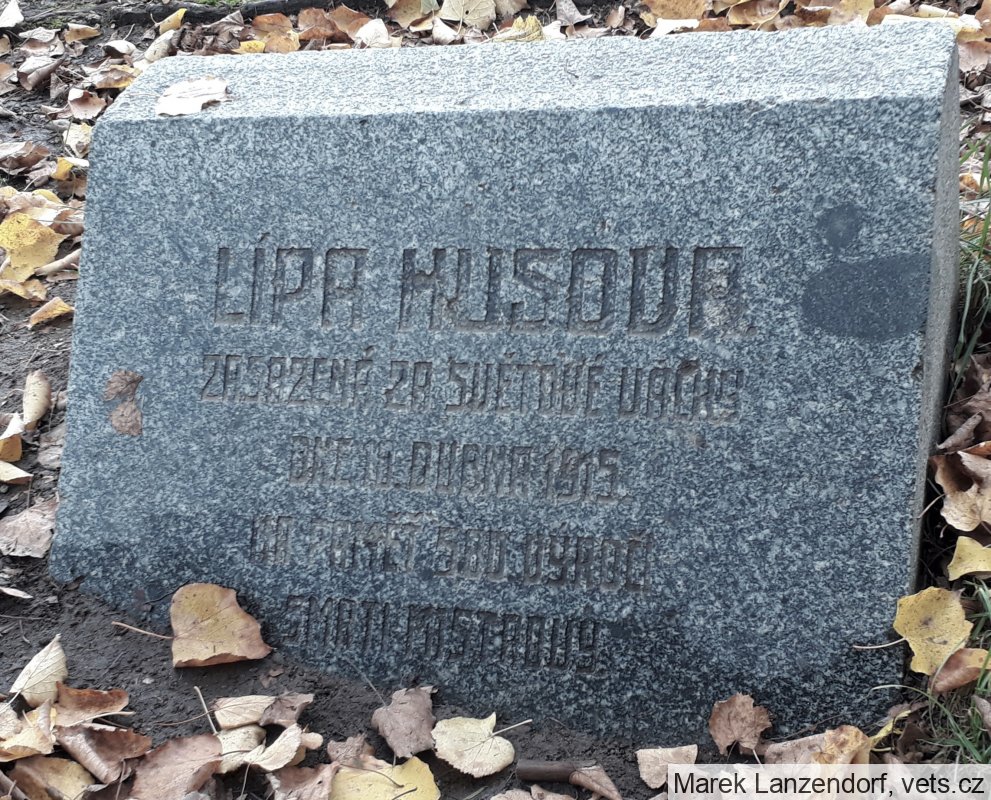 LÍPA HUSOVA.
ZASAZENÁ ZA SVĚTOVÉ VÁLKY
DNE 11. DUBNA 1915.
NA PAMĚŤ 500 VÝROČÍ
SMRTI MISTROVY.
Marek Lanzendorf, vets.cz